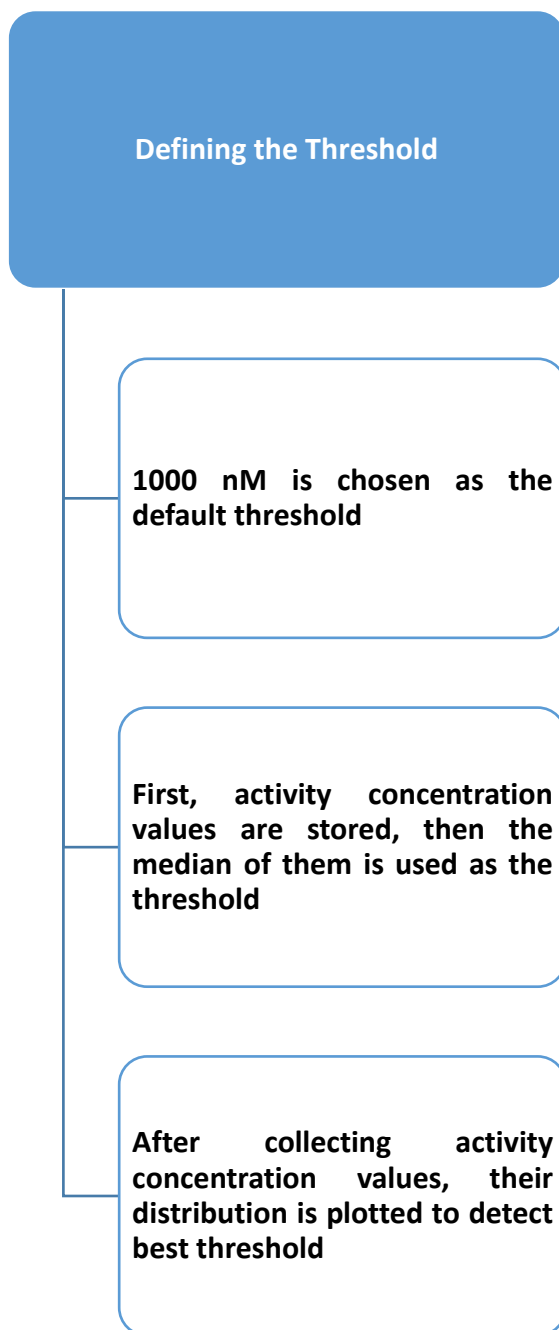 Defining the Threshold
1000 nM is chosen as the
default threshold
First, activity concentration
values are stored, then the
median of them is used as the
threshold
After collecting activity
concentration values, their
distribution is plotted to detect
best threshold